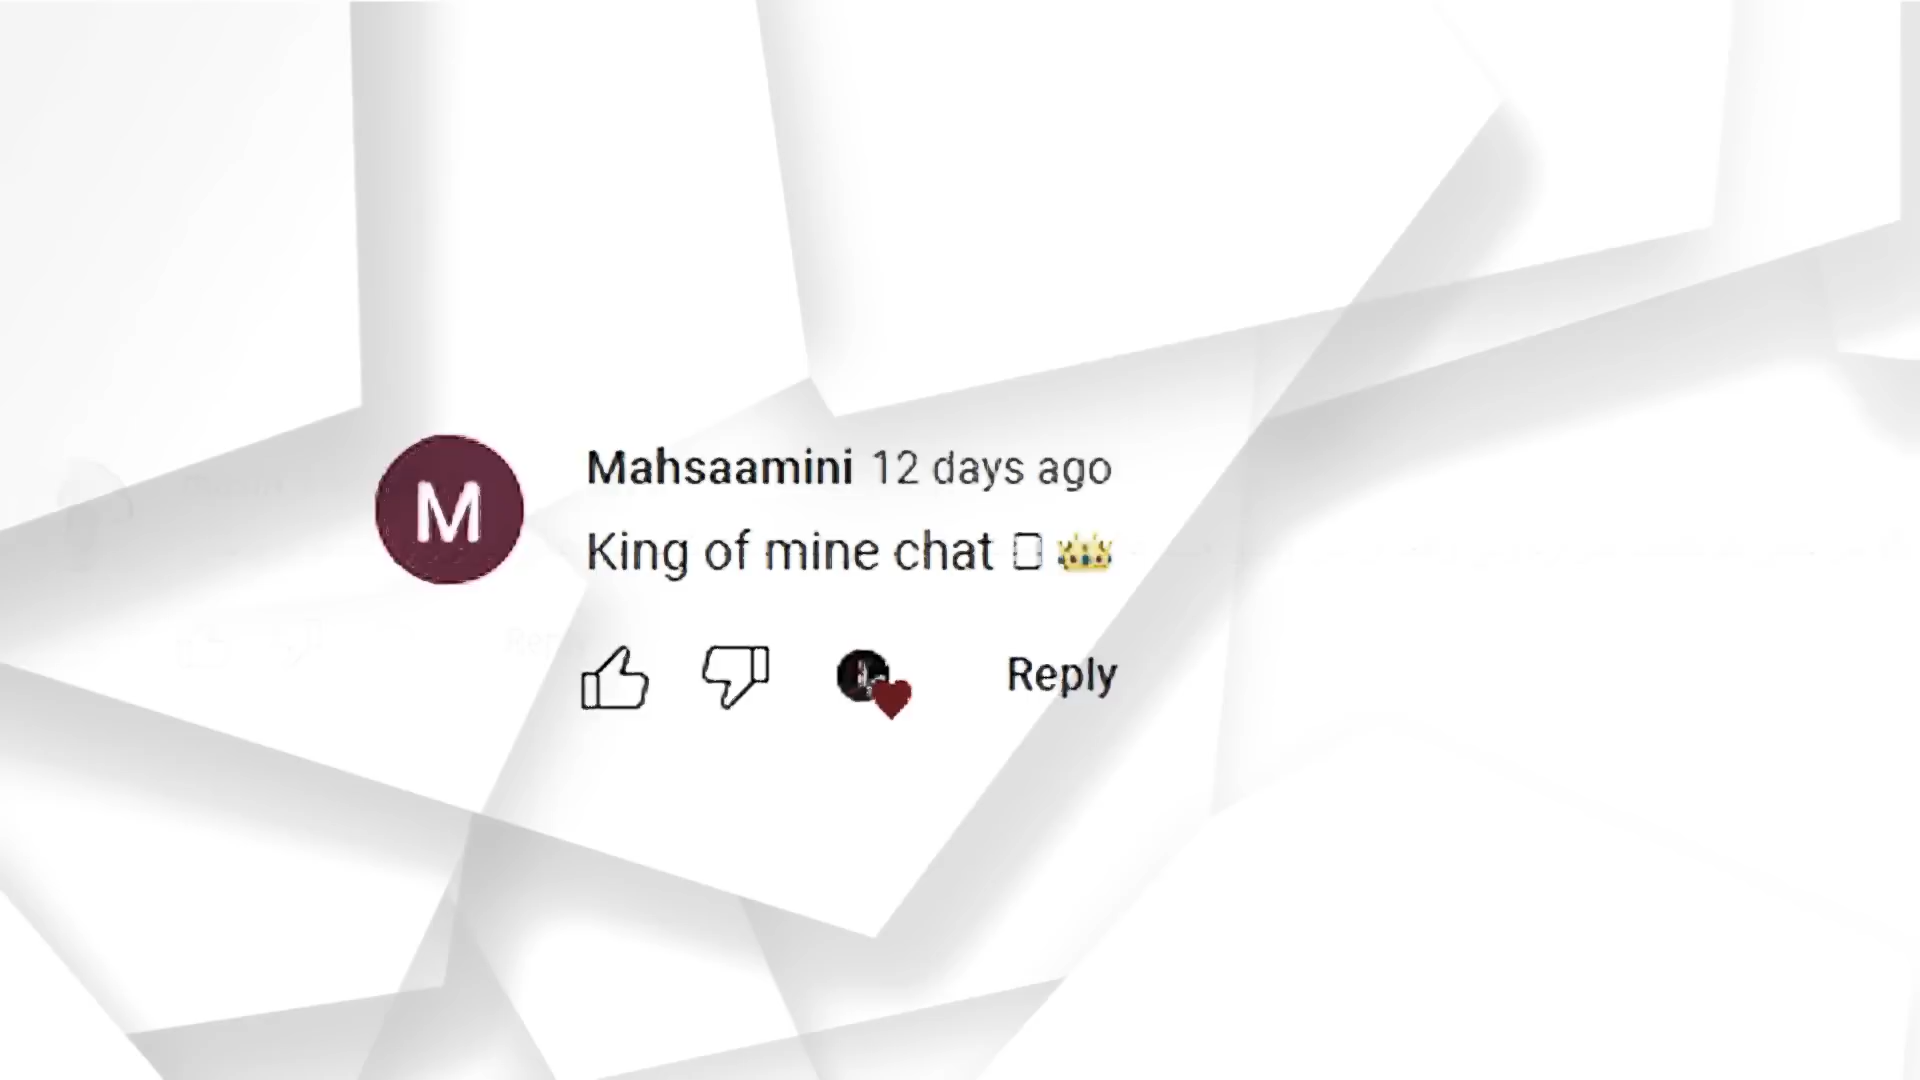 M
Mahsaamini 12 days ago
King of mine chat □ 👑
Reply